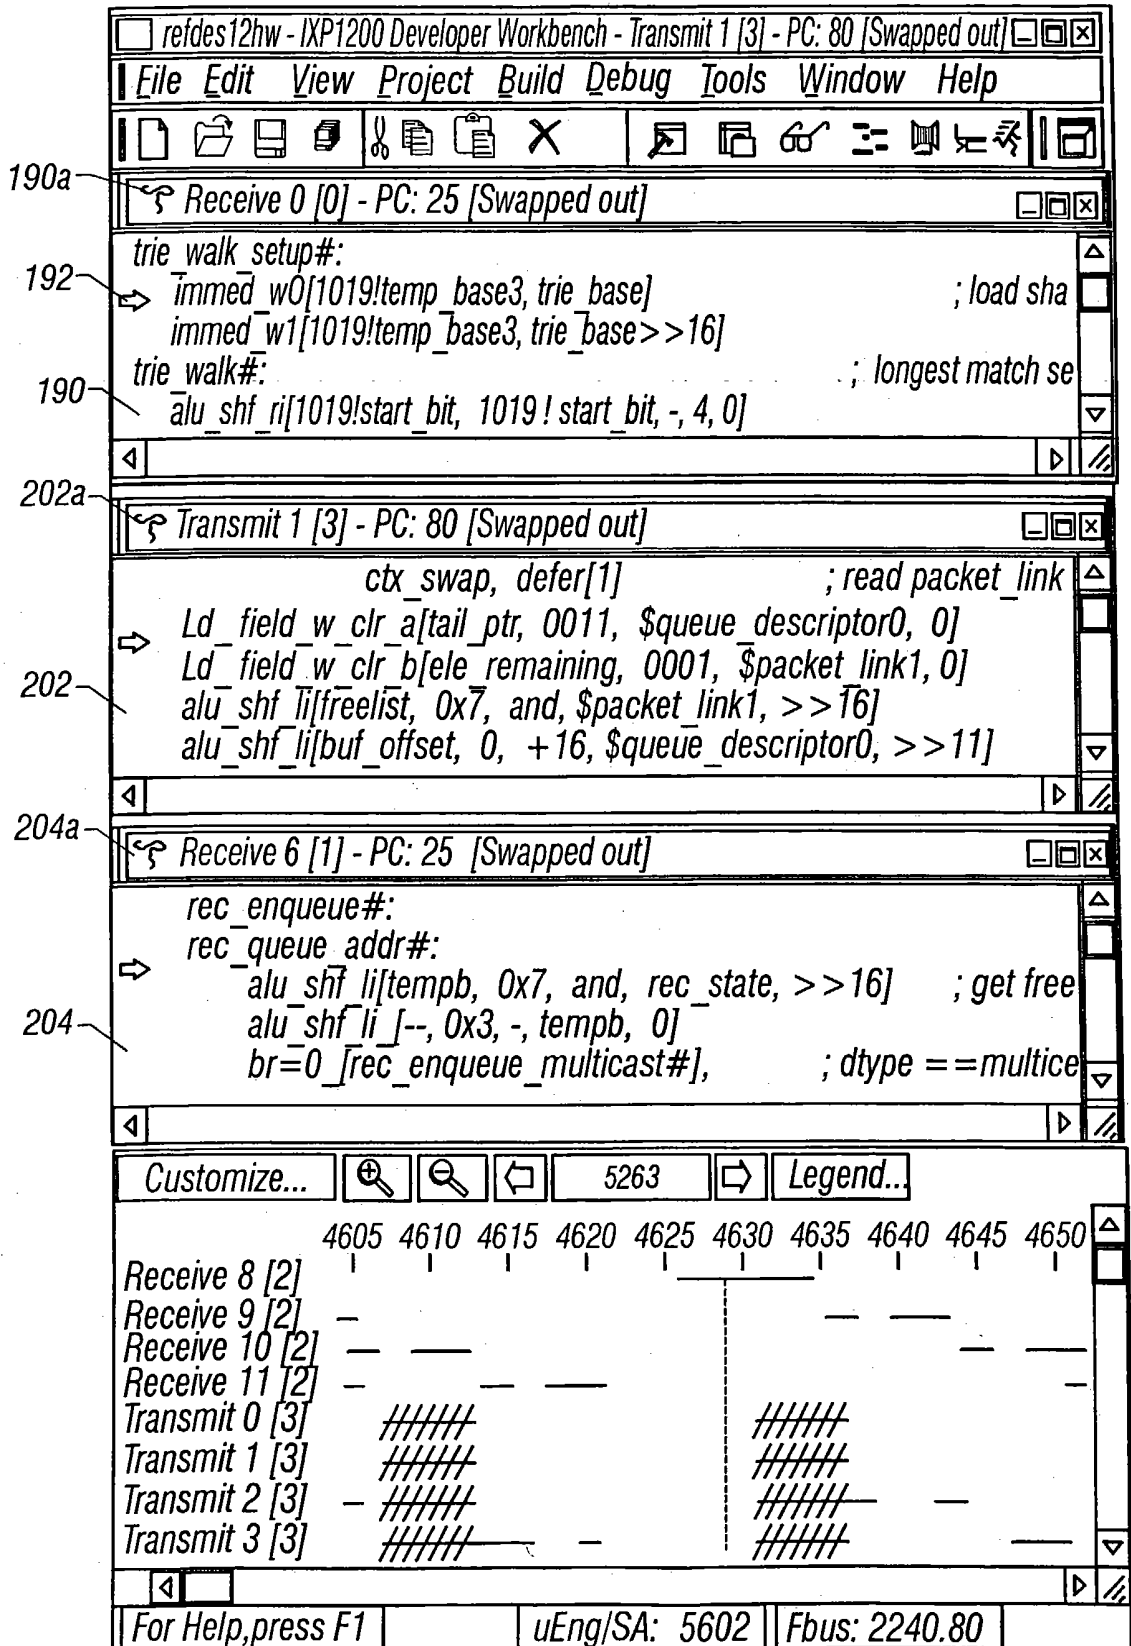 refdes12hw - IXP1200 Developer Workbench - Transmit 1 [3] - PC: 80 [Swapped out]
File Edit View Project Build Debug Tools Window Help
190a
Receive 0 [0] - PC: 25 [Swapped out]
trie_walk_setup#:
192
immed_w0[1019!temp_base3, trie_base] ; load sha
immed_w1[1019!temp_base3, trie_base>>16]
trie_walk#: ; longest match se
190
alu_shf_ri[1019!start_bit, 1019 ! start_bit, -, 4, 0]
202a
Transmit 1 [3] - PC: 80 [Swapped out]
ctx_swap, defer[1] ; read packet_link
Ld_field_w_clr_a[tail_ptr, 0011, $queue_descriptor0, 0]
Ld_field_w_clr_b[ele_remaining, 0001, $packet_link1, 0]
202
alu_shf_li[freelist, 0x7, and, $packet_link1, >>16]
alu_shf_li[buf_offset, 0, +16, $queue_descriptor0, >>11]
204a
Receive 6 [1] - PC: 25 [Swapped out]
rec_enqueue#:
rec_queue_addr#:
alu_shf_li[tempb, 0x7, and, rec_state, >>16] ; get free
204
alu_shf_li_[--, 0x3, -, tempb, 0]
br=0_[rec_enqueue_multicast#], ; dtype ==multice
Customize... 5263 Legend...
4605 4610 4615 4620 4625 4630 4635 4640 4645 4650
Receive 8 [2]
Receive 9 [2]
Receive 10 [2]
Receive 11 [2]
Transmit 0 [3]
Transmit 1 [3]
Transmit 2 [3]
Transmit 3 [3]
For Help,press F1 uEng/SA: 5602 Fbus: 2240.80